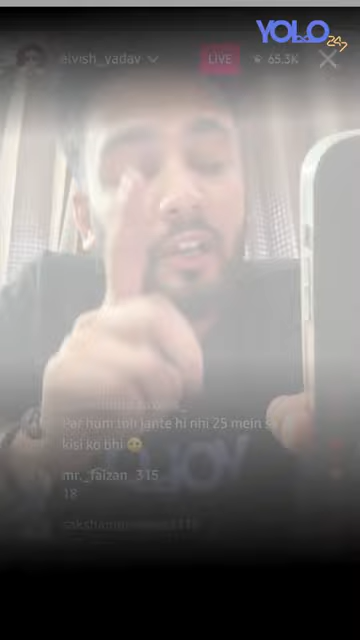 YOLO
247
elvish_yadav
LIVE
65.3K
Par hum toh jante hi nhi 25 mein se
kisi ko bhi 😶
mr._faizan_315
18